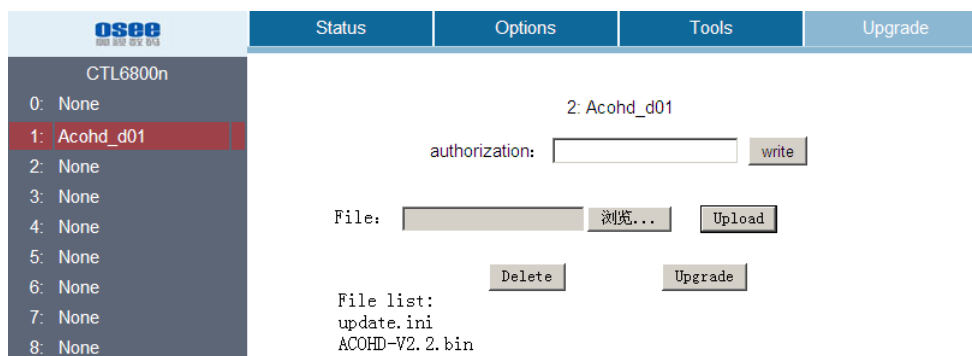 osee
Status
Options
Tools
Upgrade
CTL6800n
0: None
1: Acohd_d01
2: None
3: None
4: None
5: None
6: None
7: None
8: None
2: Acohd_d01
authorization:
write
File:
浏览...
Upload
Delete
Upgrade
File list:
update.ini
ACOHD-V2.2.bin